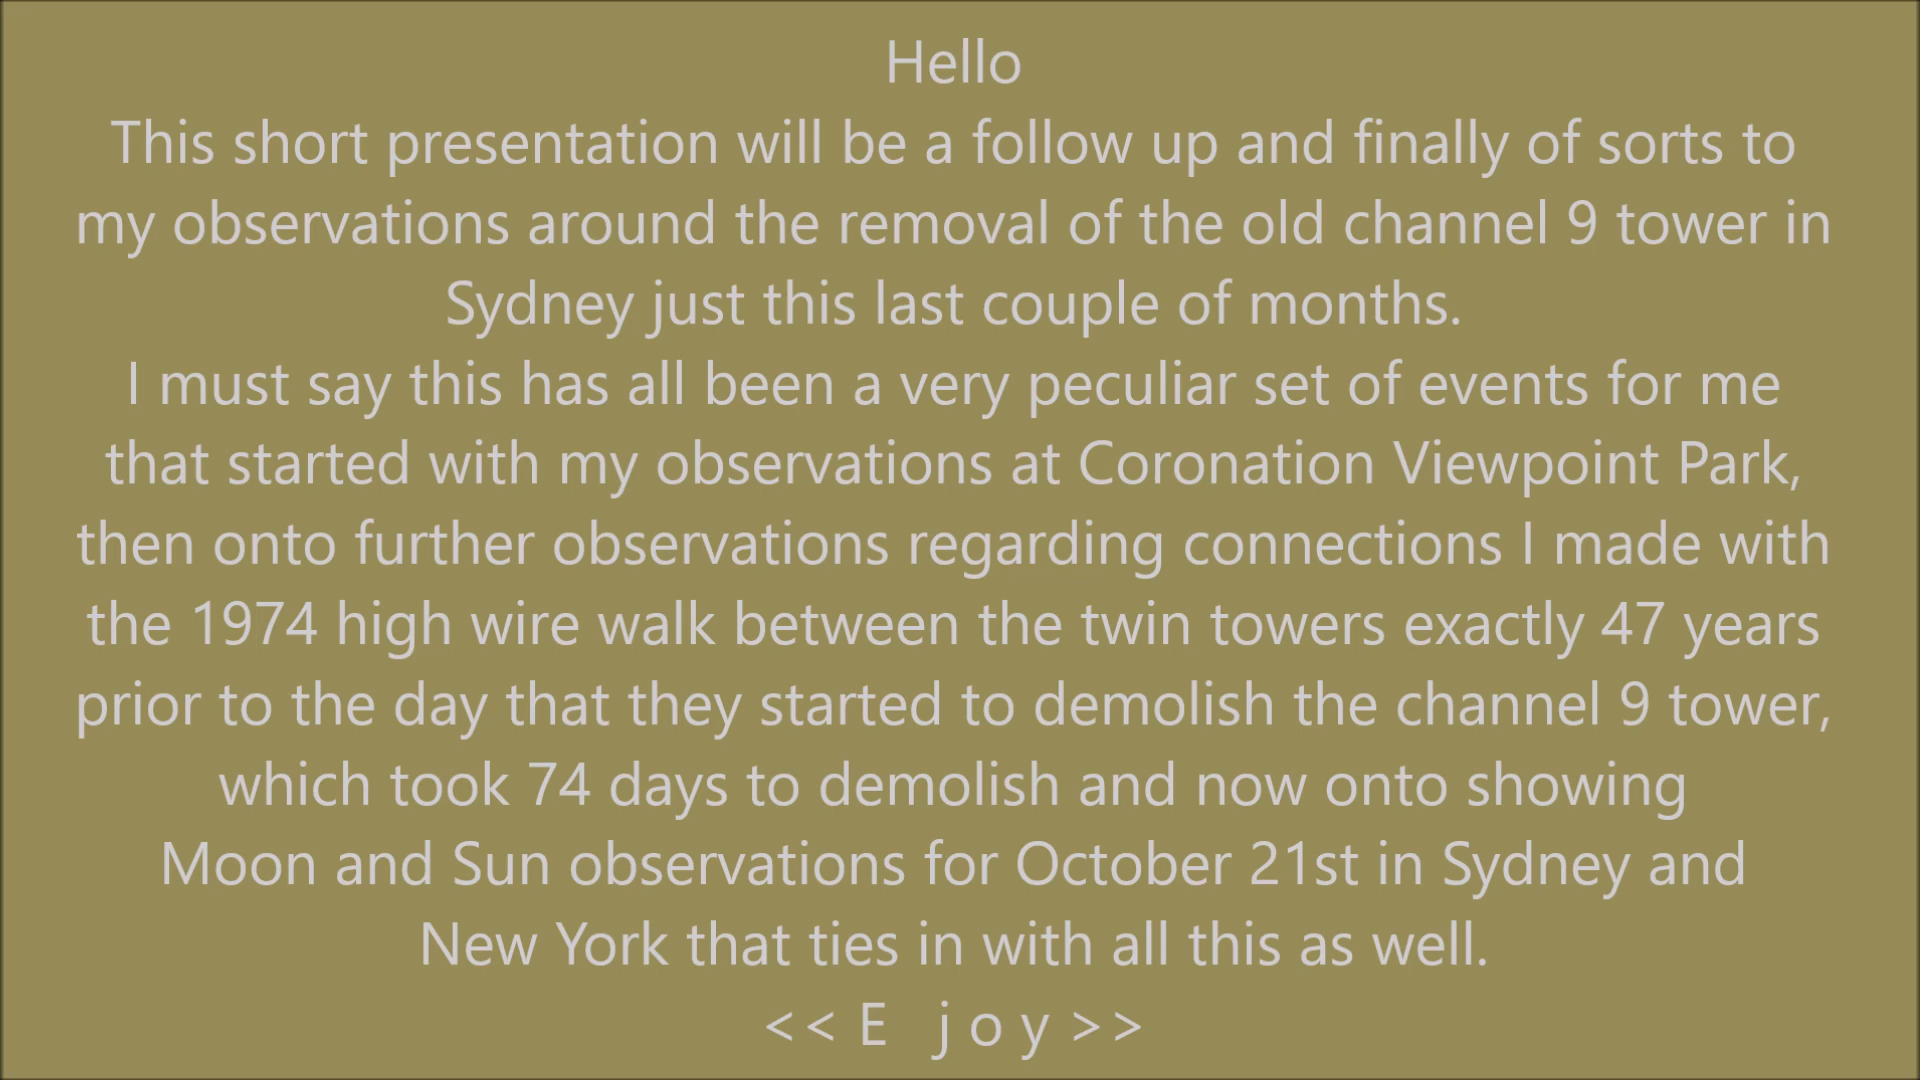 Hello
This short presentation will be a follow up and finally of sorts to
my observations around the removal of the old channel 9 tower in
Sydney just this last couple of months.
I must say this has all been a very peculiar set of events for me
that started with my observations at Coronation Viewpoint Park,
then onto further observations regarding connections I made with
the 1974 high wire walk between the twin towers exactly 47 years
prior to the day that they started to demolish the channel 9 tower,
which took 74 days to demolish and now onto showing
Moon and Sun observations for October 21st in Sydney and
New York that ties in with all this as well.
< < E   j o y > >